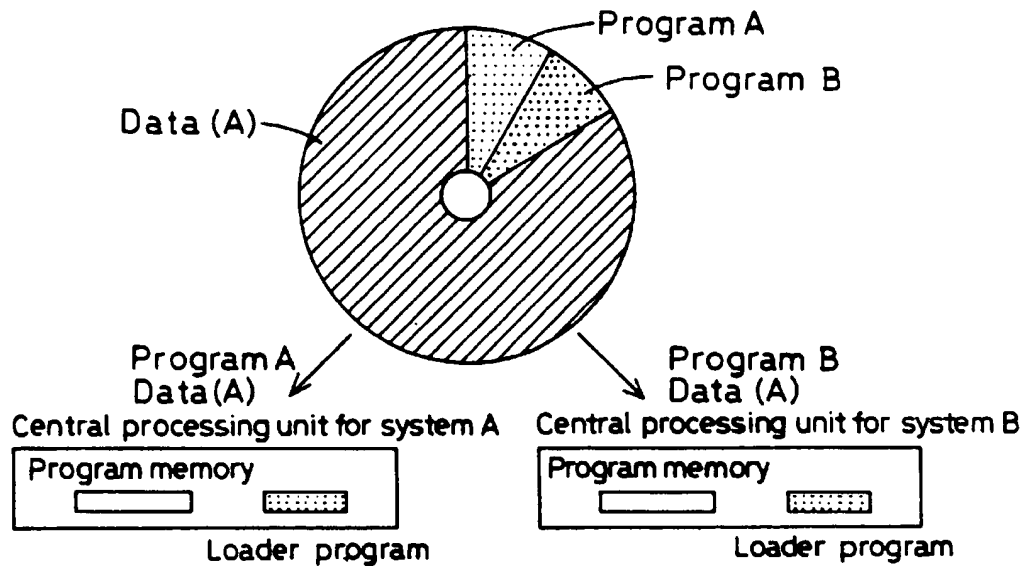 Program A
Program B
Data (A)
Program A
Data (A)
Program B
Data (A)
Central processing unit for system A
Central processing unit for system B
Program memory
Program memory
Loader program
Loader program